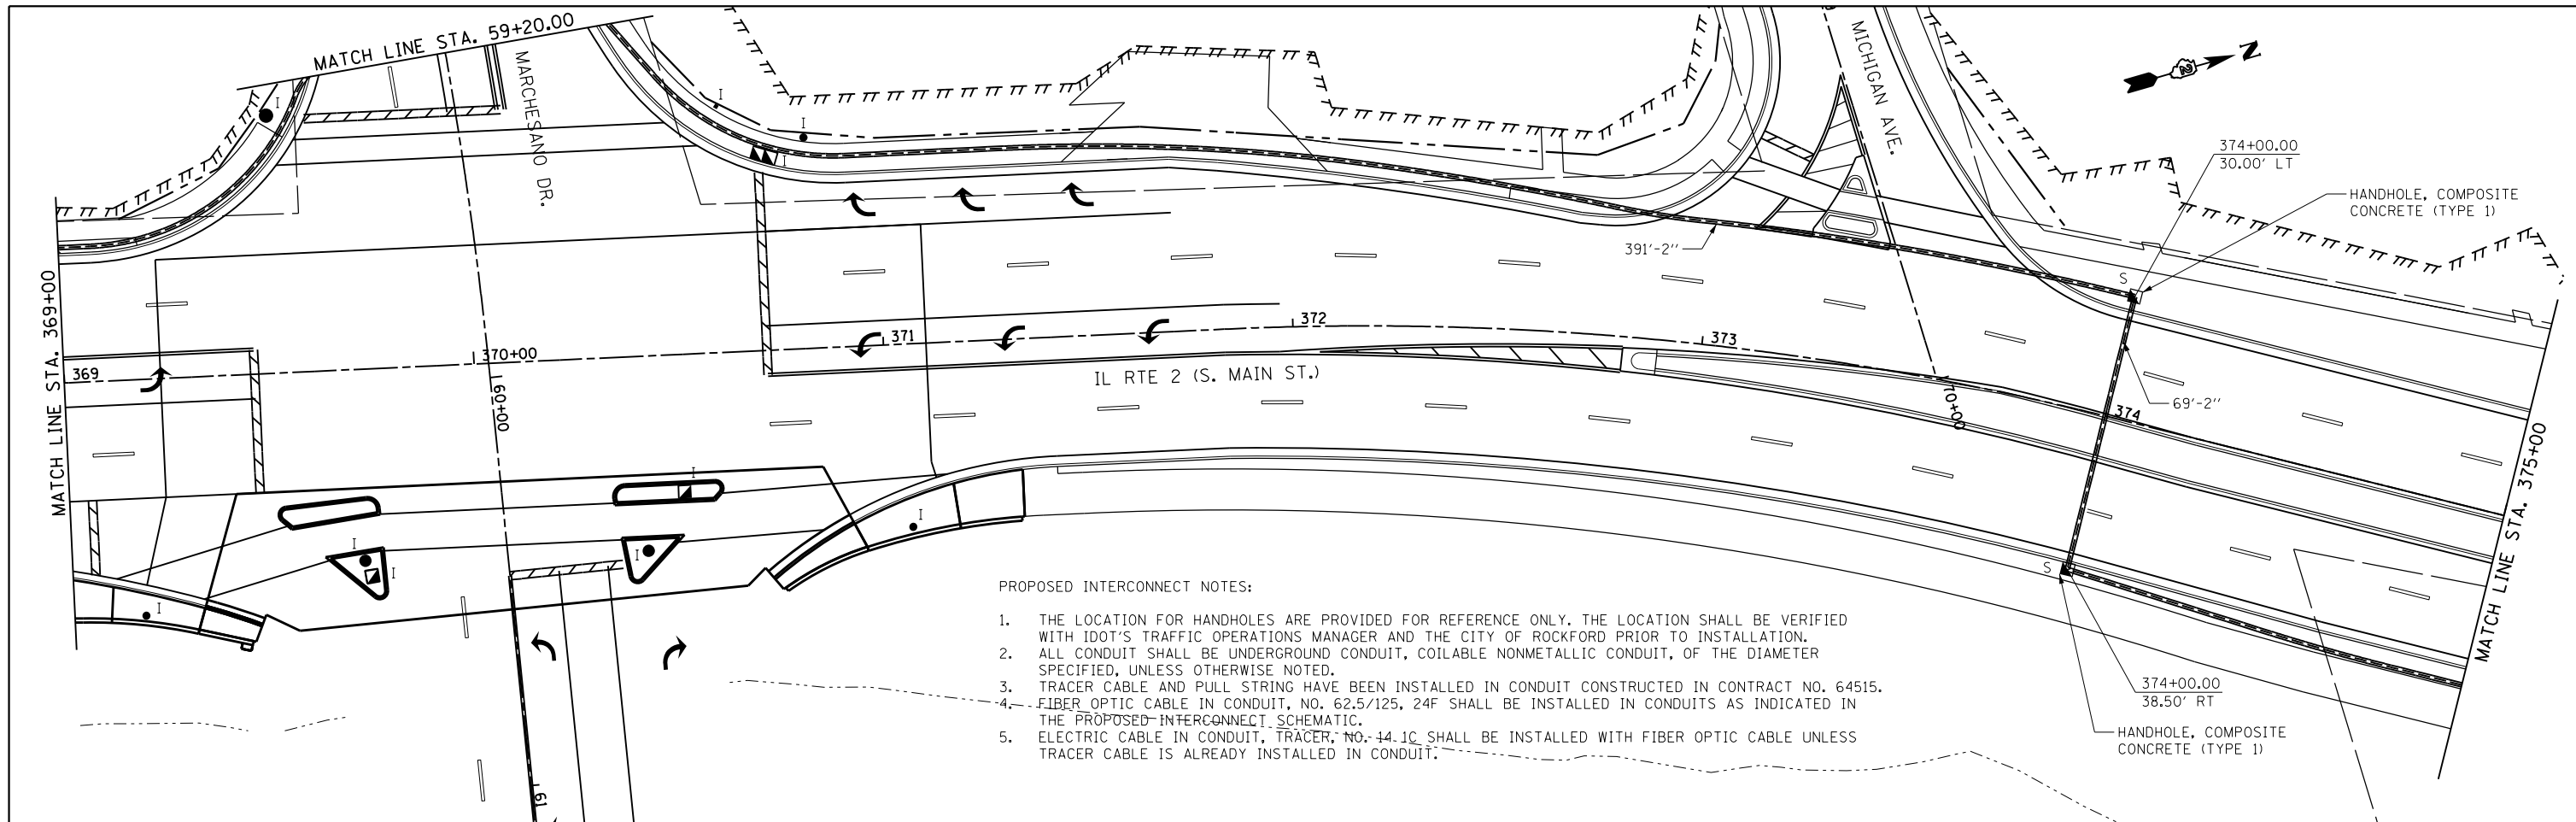 MATCH LINE STA. 59+20.00
MARCHESANO DR.
MICHIGAN AVE.
N
2
374+00.00
30.00' LT
HANDHOLE, COMPOSITE
CONCRETE (TYPE 1)
I
I
I
I
391'-2"
S
MATCH LINE STA. 369+00
369
370+00
371
372
373
374
60+00
70+00
69'-2"
IL RTE 2 (S. MAIN ST.)
MATCH LINE STA. 375+00
I
I
I
I
I
I
S
374+00.00
38.50' RT
HANDHOLE, COMPOSITE
CONCRETE (TYPE 1)
61
PROPOSED INTERCONNECT NOTES:
1. THE LOCATION FOR HANDHOLES ARE PROVIDED FOR REFERENCE ONLY. THE LOCATION SHALL BE VERIFIED
WITH IDOT'S TRAFFIC OPERATIONS MANAGER AND THE CITY OF ROCKFORD PRIOR TO INSTALLATION.
2. ALL CONDUIT SHALL BE UNDERGROUND CONDUIT, COILABLE NONMETALLIC CONDUIT, OF THE DIAMETER
SPECIFIED, UNLESS OTHERWISE NOTED.
3. TRACER CABLE AND PULL STRING HAVE BEEN INSTALLED IN CONDUIT CONSTRUCTED IN CONTRACT NO. 64515.
4. FIBER OPTIC CABLE IN CONDUIT, NO. 62.5/125, 24F SHALL BE INSTALLED IN CONDUITS AS INDICATED IN
THE PROPOSED INTERCONNECT SCHEMATIC.
5. ELECTRIC CABLE IN CONDUIT, TRACER, NO. 14 1C SHALL BE INSTALLED WITH FIBER OPTIC CABLE UNLESS
TRACER CABLE IS ALREADY INSTALLED IN CONDUIT.